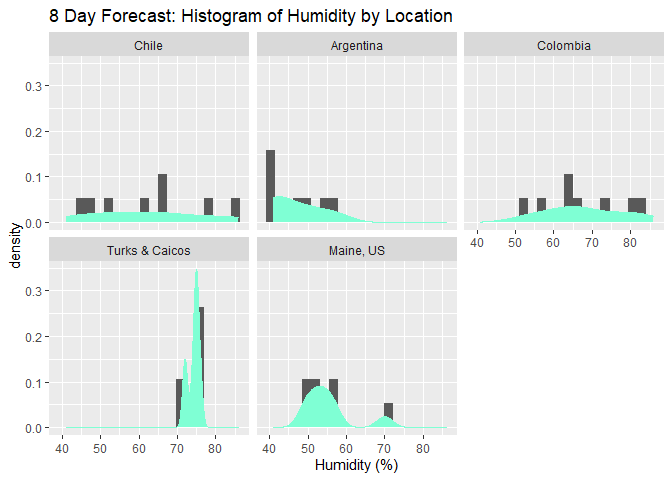 8 Day Forecast: Histogram of Humidity by Location
Chile
Argentina
Colombia
0.3
0.2
0.1
0.0
40 50 60 70 80
density
Turks & Caicos
Maine, US
0.3
0.2
0.1
0.0
40 50 60 70 80
40 50 60 70 80
Humidity (%)